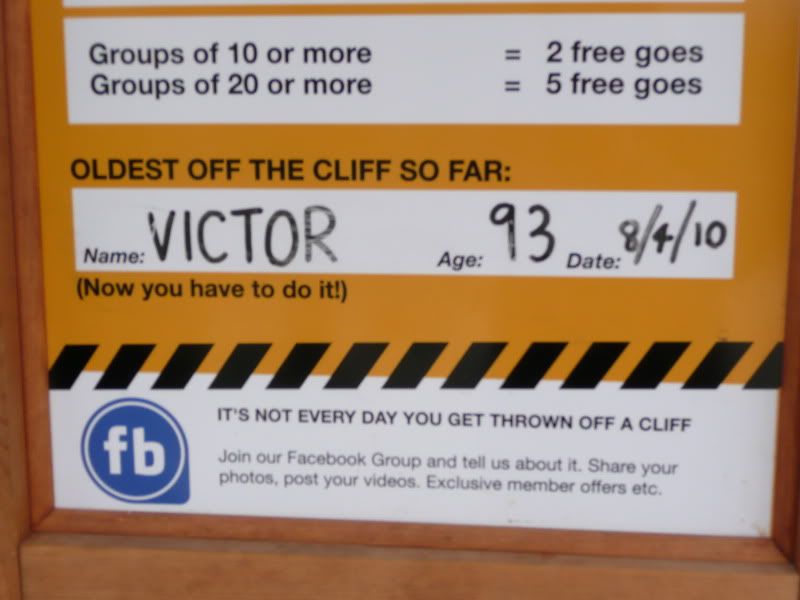 Groups of 10 or more = 2 free goes
Groups of 20 or more = 5 free goes
OLDEST OFF THE CLIFF SO FAR:
Name: VICTOR Age: 93 Date: 8/4/10
(Now you have to do it!)
fb
IT'S NOT EVERY DAY YOU GET THROWN OFF A CLIFF
Join our Facebook Group and tell us about it. Share your
photos, post your videos. Exclusive member offers etc.